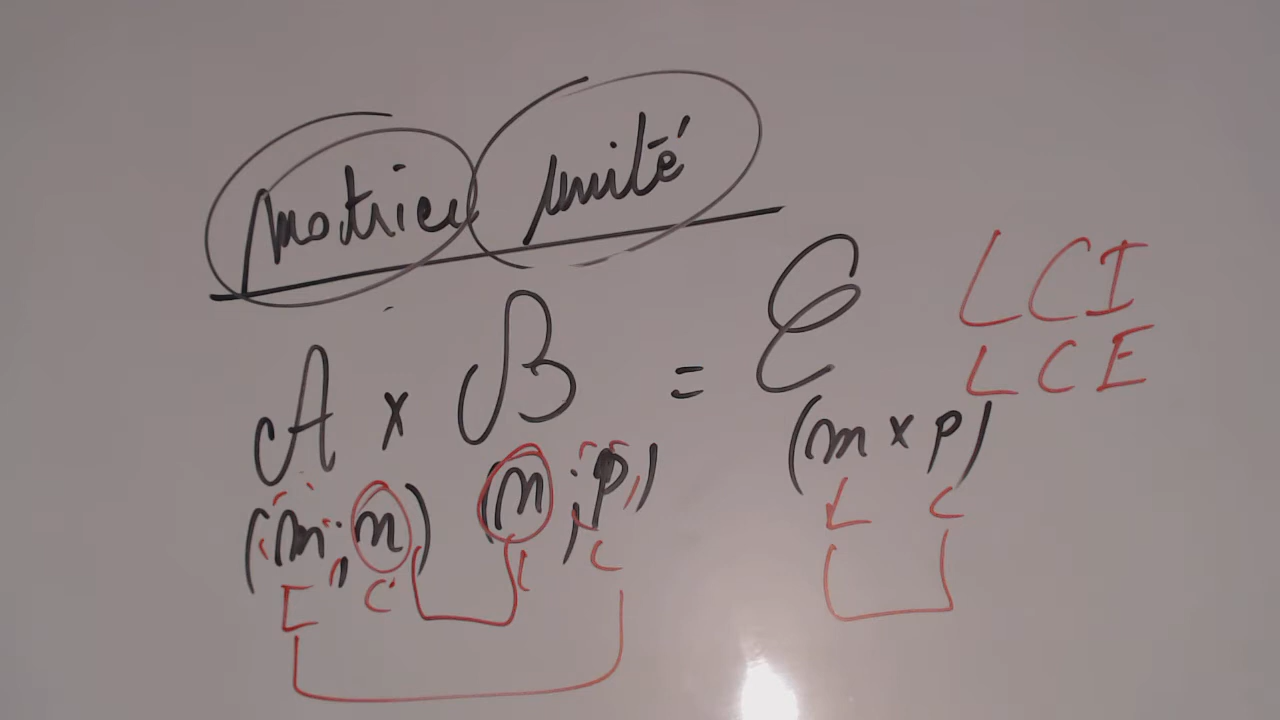 Matrice unité
A × B = C
LCI
LCE
(m ; n) (n ; p) (m × p)
L C L C L C